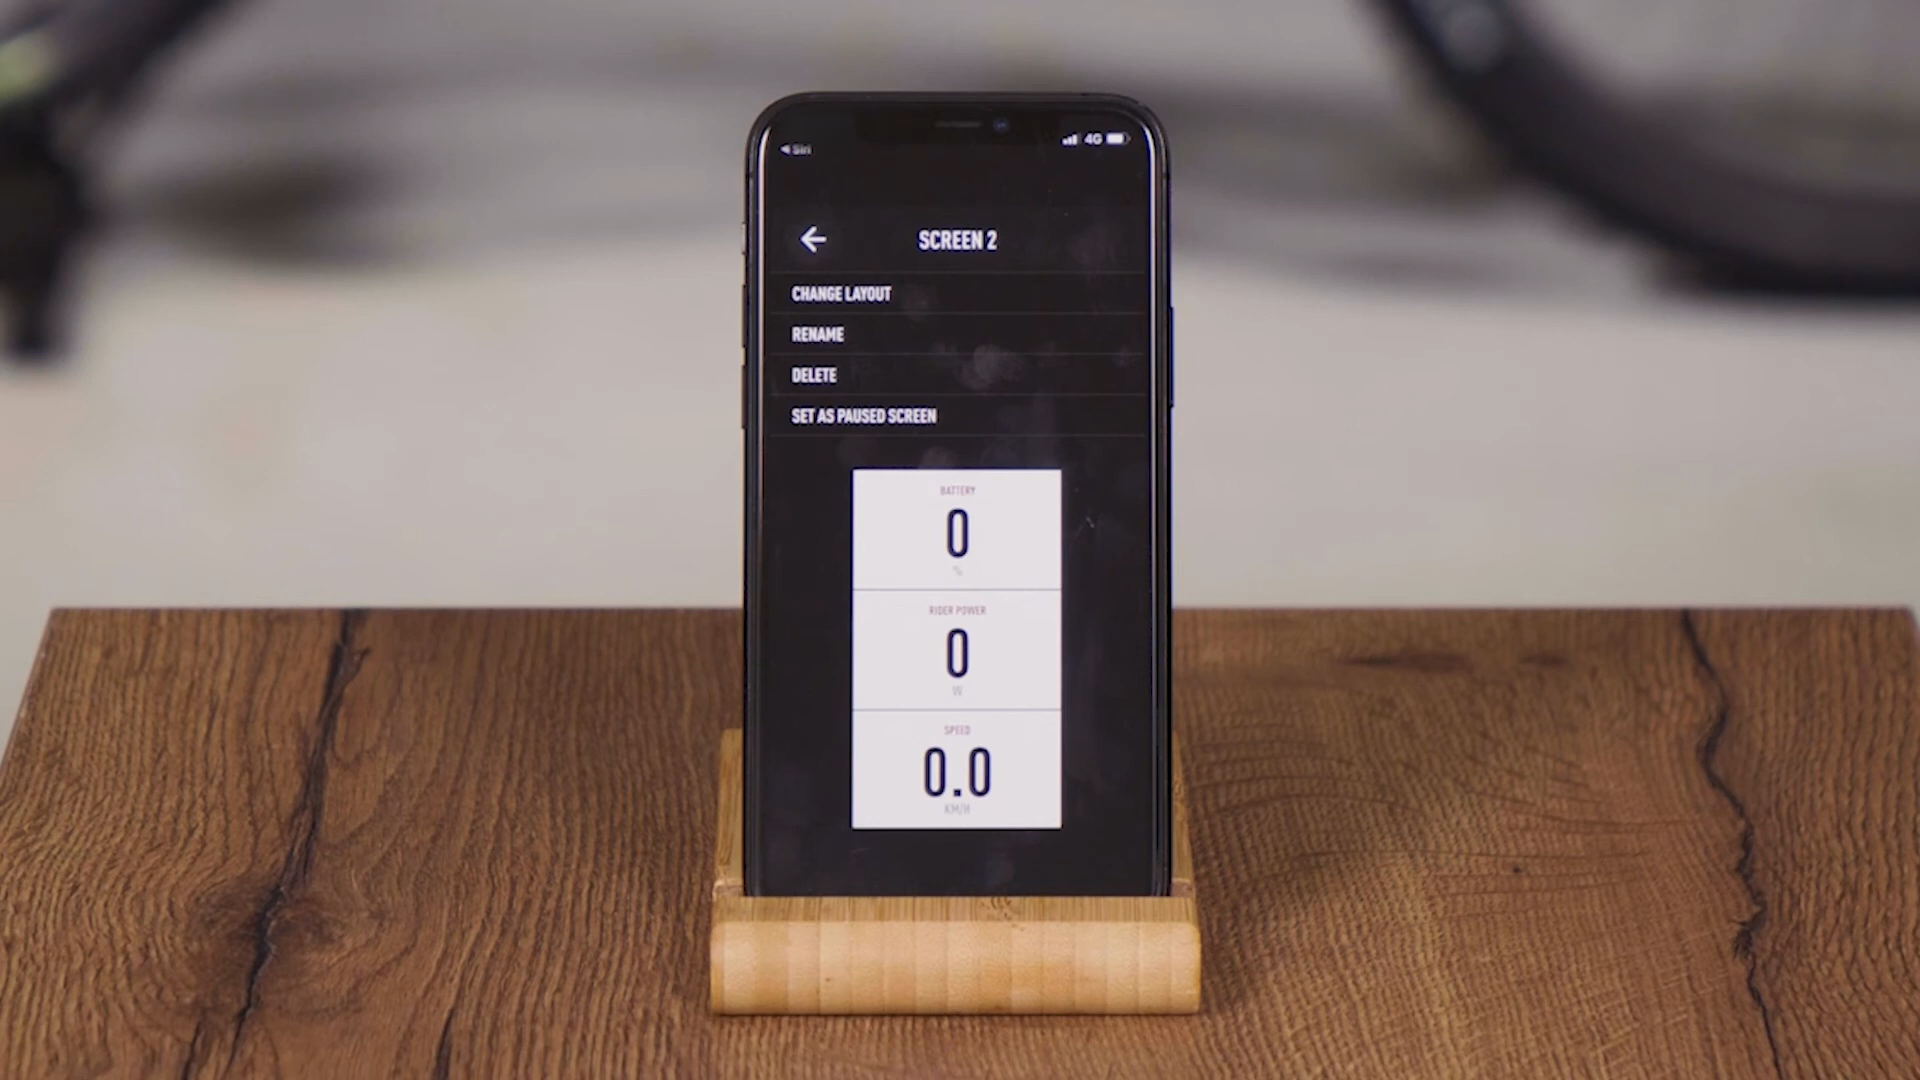 Siri
4G
SCREEN 2
CHANGE LAYOUT
RENAME
DELETE
SET AS PAUSED SCREEN
BATTERY
0
%
RIDER POWER
0
W
SPEED
0.0
KM/H